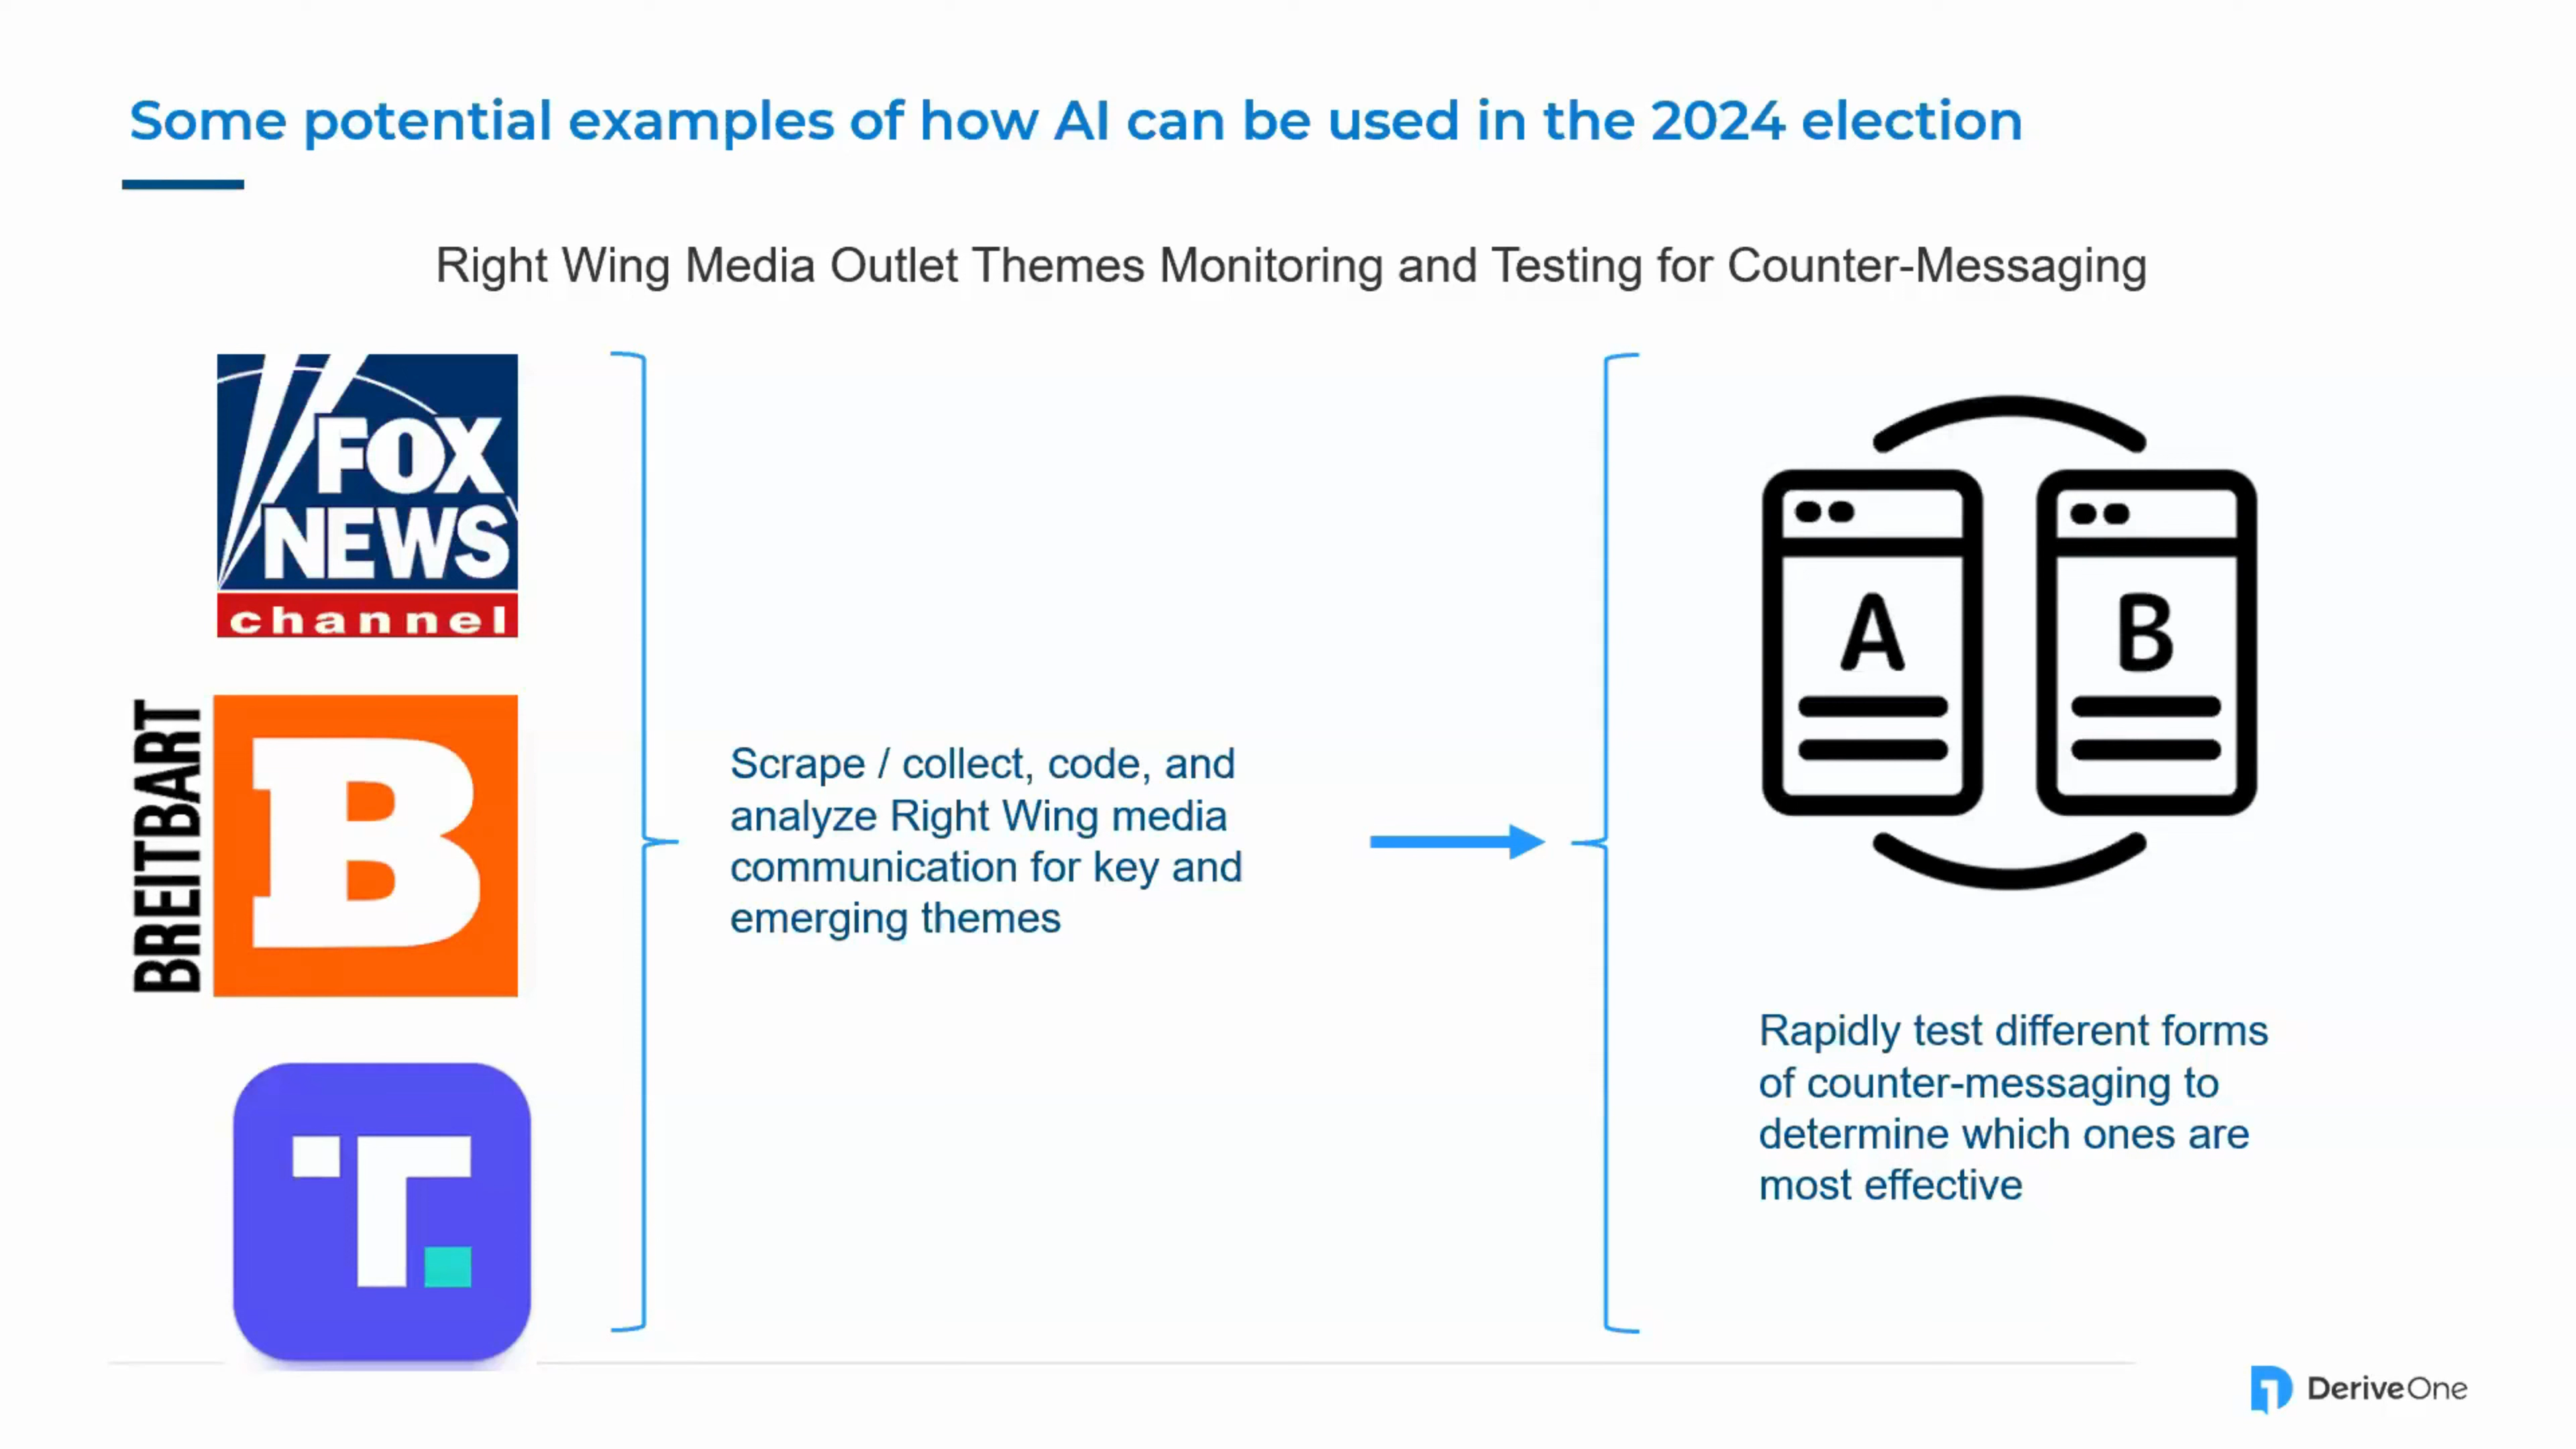 Some potential examples of how AI can be used in the 2024 election
Right Wing Media Outlet Themes Monitoring and Testing for Counter-Messaging
FOX
NEWS
channel
BREITBART
B
T.
Scrape / collect, code, and
analyze Right Wing media
communication for key and
emerging themes
A
B
Rapidly test different forms
of counter-messaging to
determine which ones are
most effective
DeriveOne